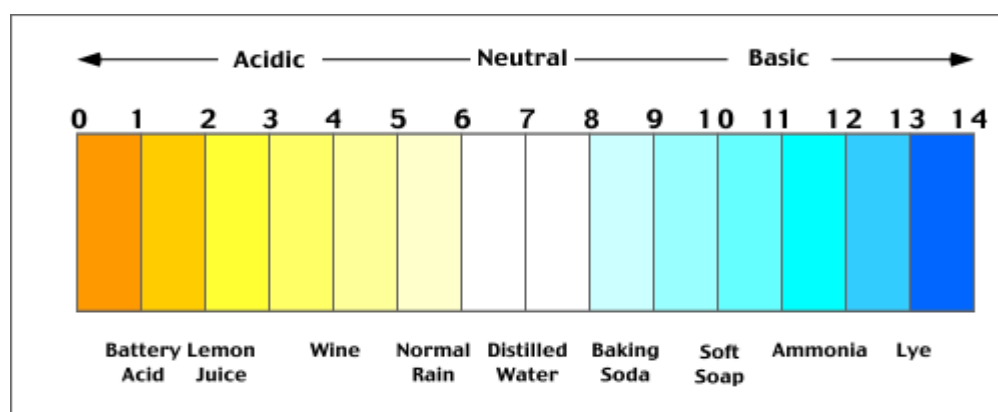 Acidic Neutral Basic
0 1 2 3 4 5 6 7 8 9 10 11 12 13 14
Battery Lemon Wine Normal Distilled Baking Soft Ammonia Lye
Acid Juice Rain Water Soda Soap